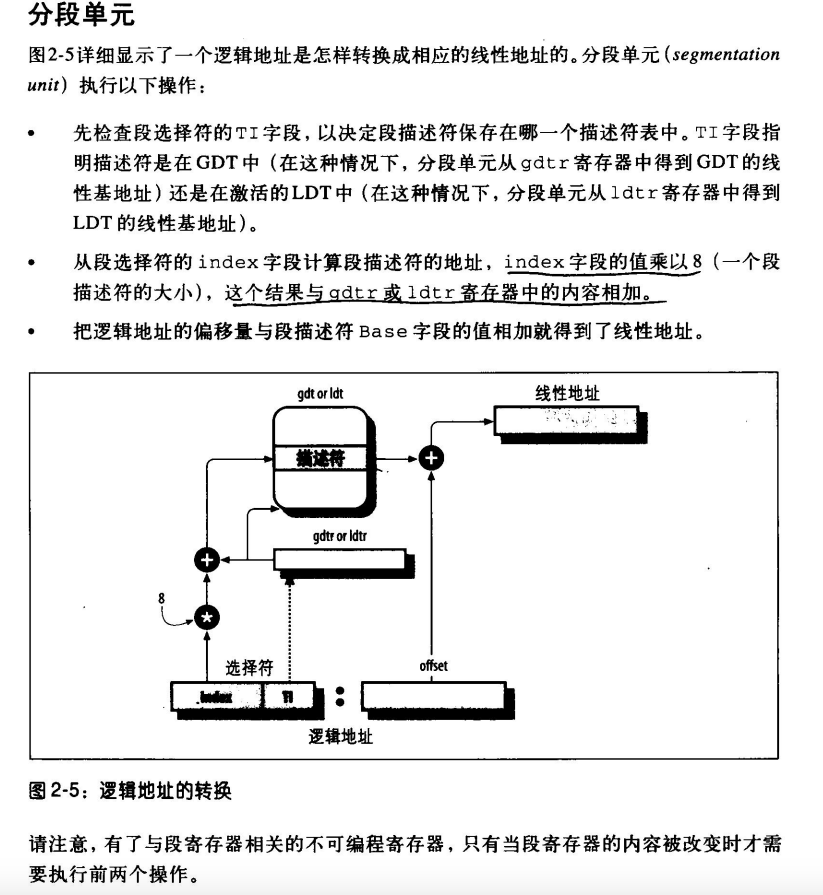 分段单元
图2-5详细显示了一个逻辑地址是怎样转换成相应的线性地址的。分段单元（segmentation
unit）执行以下操作：
• 先检查段选择符的TI字段，以决定段描述符保存在哪一个描述符表中。TI字段指
明描述符是在GDT中（在这种情况下，分段单元从gdtr寄存器中得到GDT的线
性基地址）还是在激活的LDT中（在这种情况下，分段单元从ldtr寄存器中得到
LDT的线性基地址）。
• 从段选择符的index字段计算段描述符的地址，index字段的值乘以8（一个段
描述符的大小），这个结果与gdtr或ldtr寄存器中的内容相加。
• 把逻辑地址的偏移量与段描述符Base字段的值相加就得到了线性地址。
gdt or ldt
线性地址
描述符
+
gdtr or ldtr
+
8
*
选择符
offset
index
TI
:
逻辑地址
图2-5：逻辑地址的转换
请注意，有了与段寄存器相关的不可编程寄存器，只有当段寄存器的内容被改变时才需
要执行前两个操作。